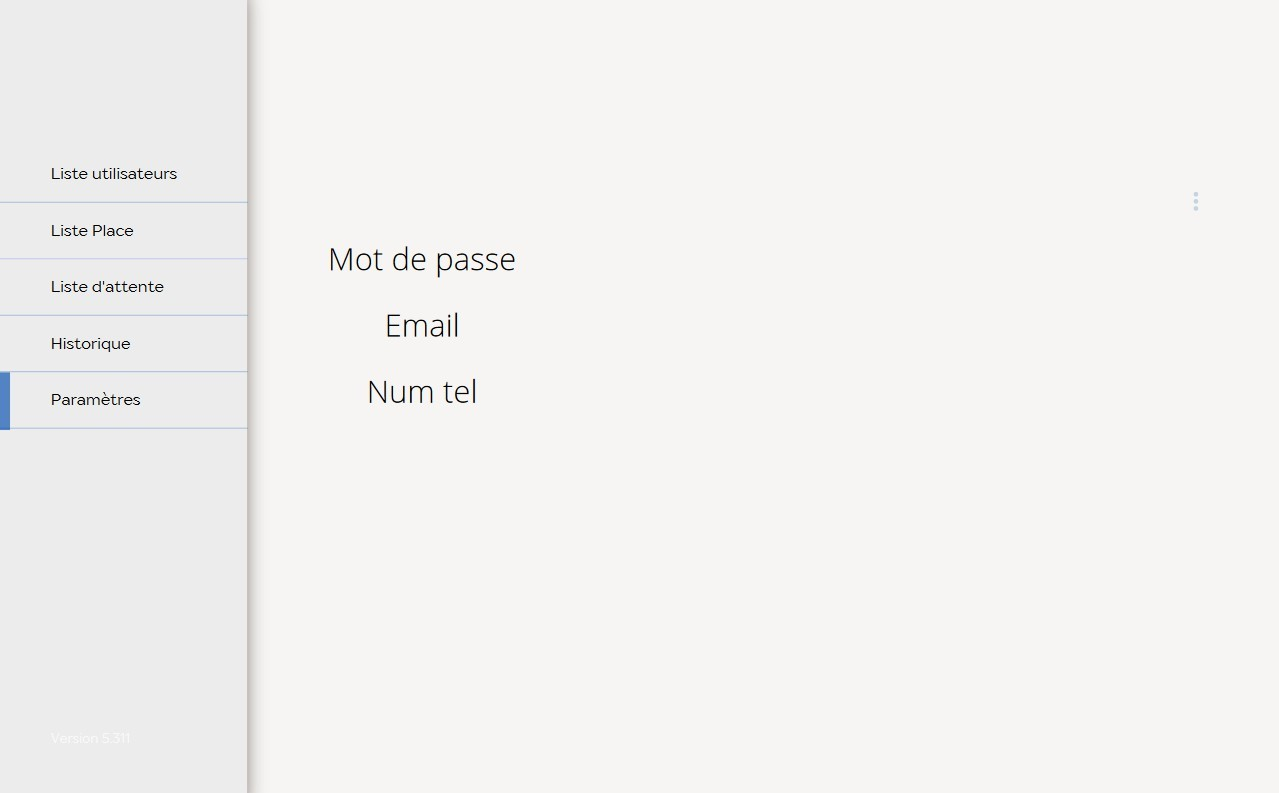 Liste utilisateurs
Liste Place
Liste d'attente
Historique
Paramètres
Version 5.311
Mot de passe
Email
Num tel